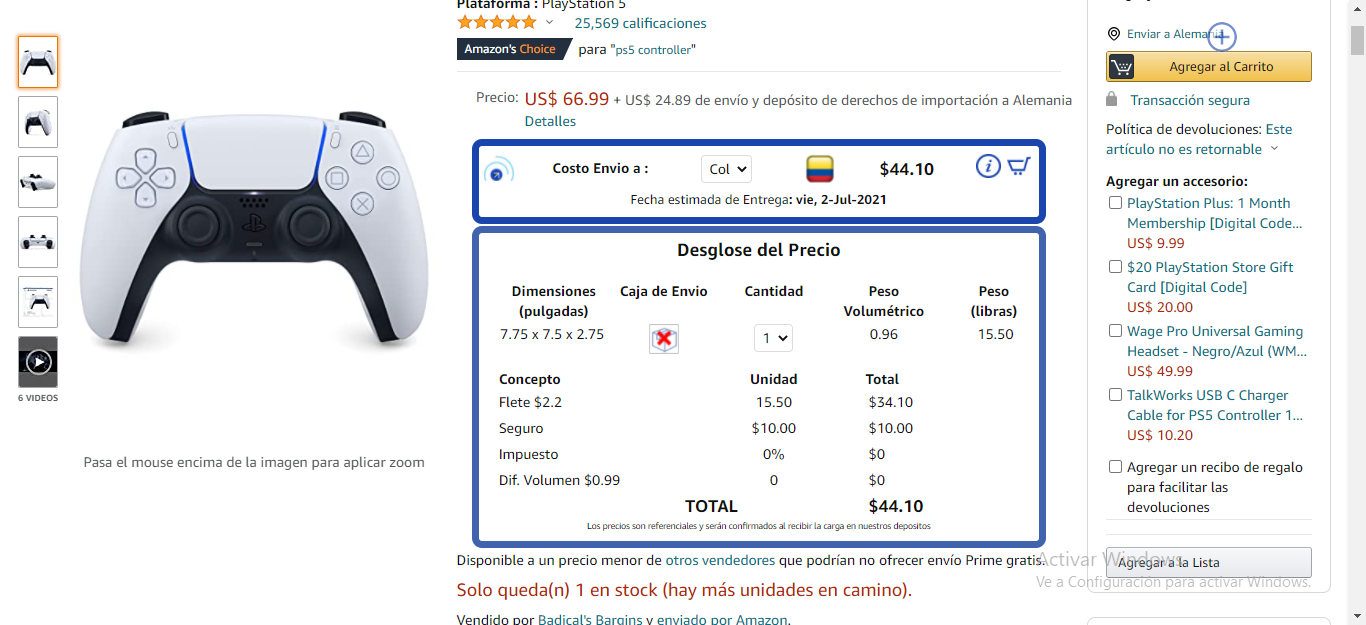 Plataforma : PlayStation 5
25,569 calificaciones
Amazon's Choice para "ps5 controller"
Precio: US$ 66.99 + US$ 24.89 de envío y depósito de derechos de importación a Alemania
Detalles
Costo Envio a : Col $44.10
Fecha estimada de Entrega: vie, 2-Jul-2021
Desglose del Precio
Dimensiones (pulgadas) Caja de Envio Cantidad Peso Volumétrico Peso (libras)
7.75 x 7.5 x 2.75 1 0.96 15.50
Concepto Unidad Total
Flete $2.2 15.50 $34.10
Seguro $10.00 $10.00
Impuesto 0% $0
Dif. Volumen $0.99 0 $0
TOTAL $44.10
Los precios son referenciales y serán confirmados al recibir la carga en nuestros depositos
Disponible a un precio menor de otros vendedores que podrían no ofrecer envío Prime gratis.
Solo queda(n) 1 en stock (hay más unidades en camino).
Vendido por Badical's Bargins y enviado por Amazon.
6 VIDEOS
Pasa el mouse encima de la imagen para aplicar zoom
Enviar a Alemania
Agregar al Carrito
Transacción segura
Política de devoluciones: Este
artículo no es retornable
Agregar un accesorio:
PlayStation Plus: 1 Month
Membership [Digital Code...
US$ 9.99
$20 PlayStation Store Gift
Card [Digital Code]
US$ 20.00
Wage Pro Universal Gaming
Headset - Negro/Azul (WM...
US$ 49.99
TalkWorks USB C Charger
Cable for PS5 Controller 1...
US$ 10.20
Agregar un recibo de regalo
para facilitar las
devoluciones
Agregar a la Lista
Activar Windows
Ve a Configuración para activar Windows.